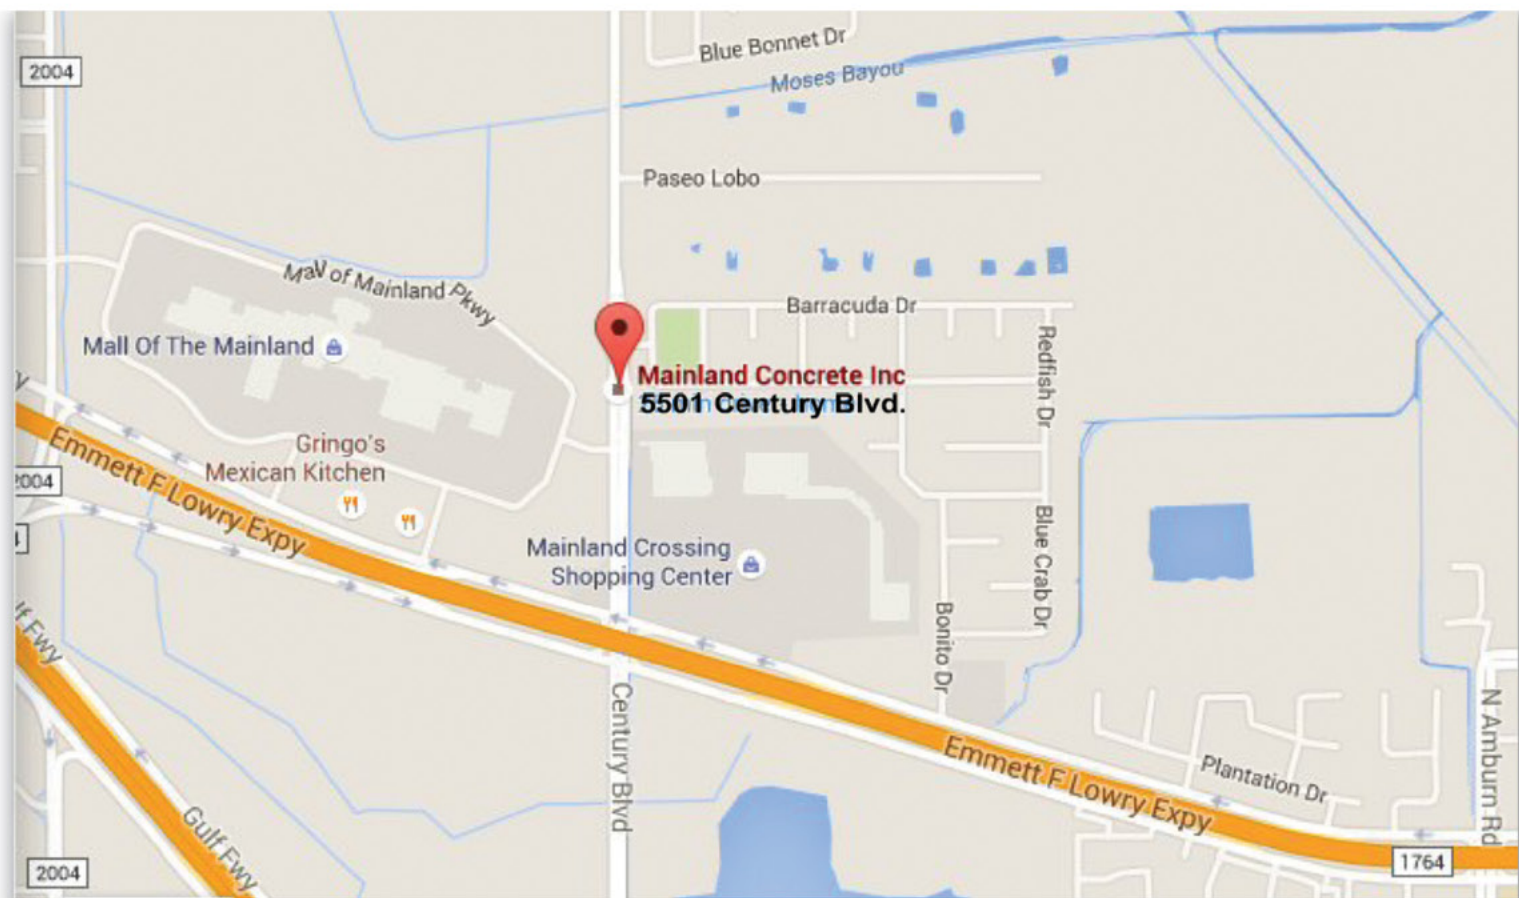 Blue Bonnet Dr
2004
Moses Bayou
Paseo Lobo
Mall of Mainland Pkwy
Barracuda Dr
Mall Of The Mainland
Redfish Dr
Mainland Concrete Inc
5501 Century Blvd.
Gringo's
Mexican Kitchen
Emmett F Lowry Expy
2004
Mainland Crossing
Shopping Center
Blue Crab Dr
Bonito Dr
lf Fwy
Century Blvd
N Amburn Rd
Emmett F Lowry Expy
Plantation Dr
Gulf Fwy
1764
2004